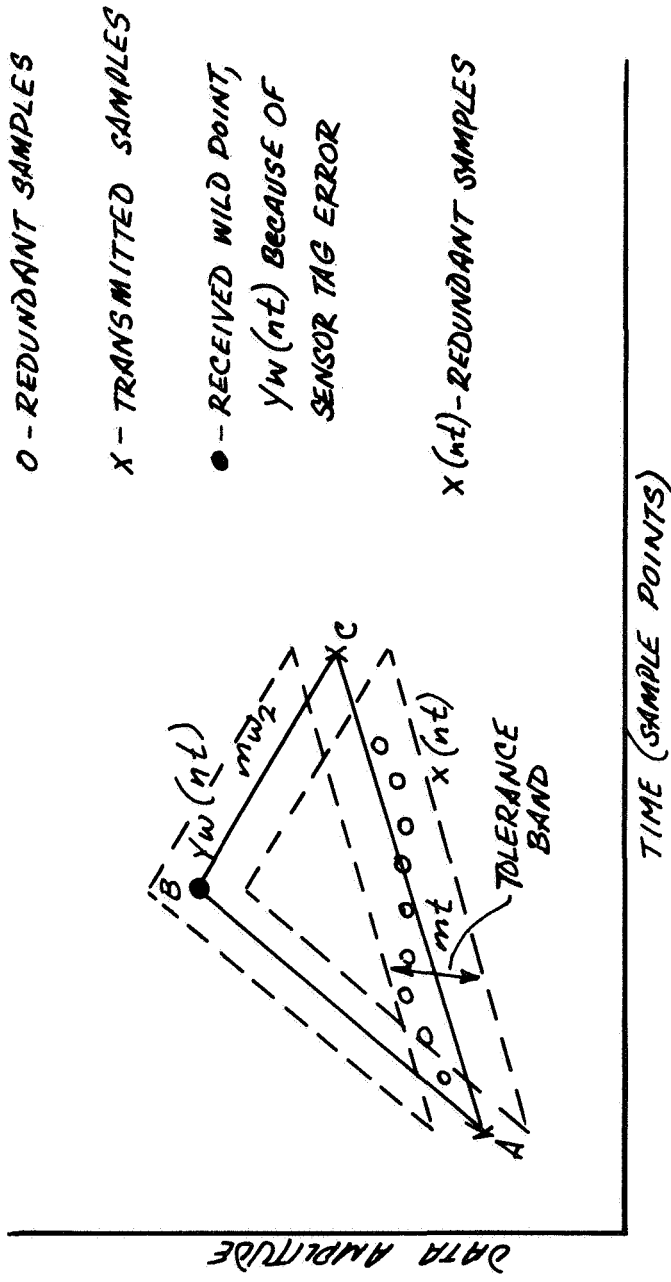 O - REDUNDANT SAMPLES
X - TRANSMITTED SAMPLES
● - RECEIVED WILD POINT,
Yw(nt) BECAUSE OF
SENSOR TAG ERROR
X(nt) - REDUNDANT SAMPLES
B
Yw(nt)
mw2
C
mt
x(nt)
TOLERANCE
BAND
A
DATA AMPLITUDE
TIME (SAMPLE POINTS)